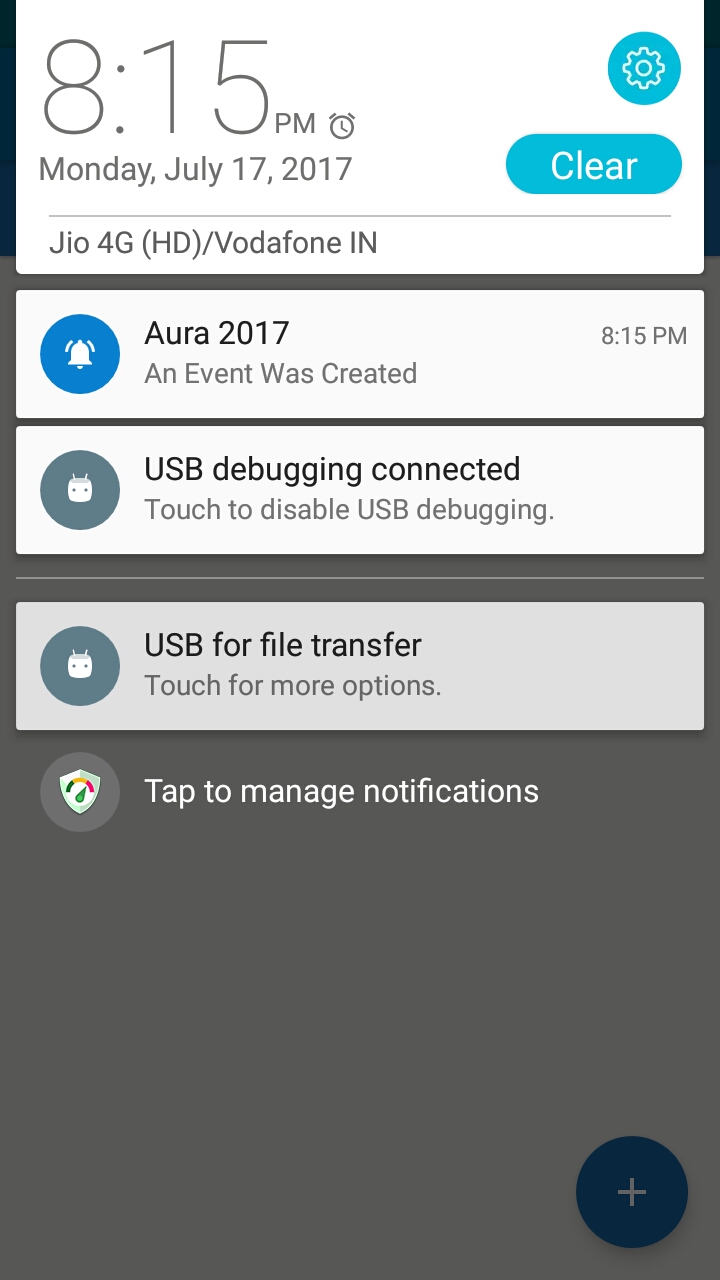 8:15 PM
Monday, July 17, 2017
Clear
Jio 4G (HD)/Vodafone IN
Aura 2017
8:15 PM
An Event Was Created
USB debugging connected
Touch to disable USB debugging.
USB for file transfer
Touch for more options.
Tap to manage notifications
+